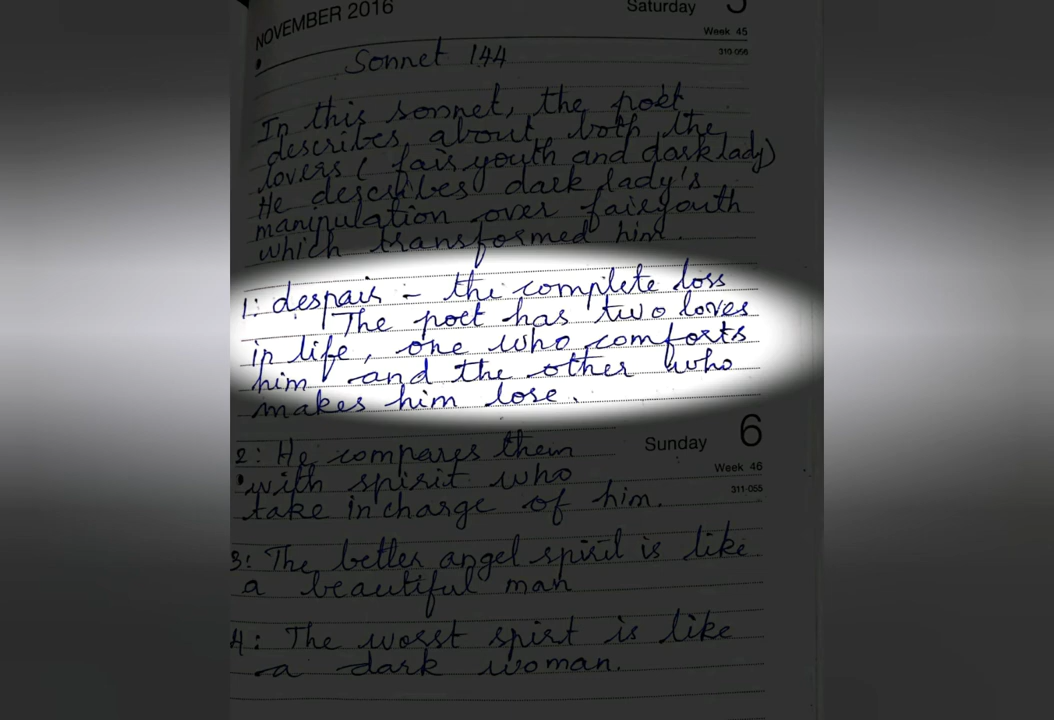 NOVEMBER 2016
Saturday 5
Week 45
310-056
Sonnet 144
In this sonnet, the poet
describes about both the
lovers ( fair youth and dark lady)
He describes dark lady's
manipulation over fair youth
which transformed him.
1: despair - the complete loss
The poet has two loves
in life, one who comforts
him and the other who
makes him lose.
Sunday 6
Week 46
311-055
2: He compares them
with spirit who
take in charge of him.
3: The better angel spirit is like
a beautiful man
4: The worst spirit is like
a dark woman.